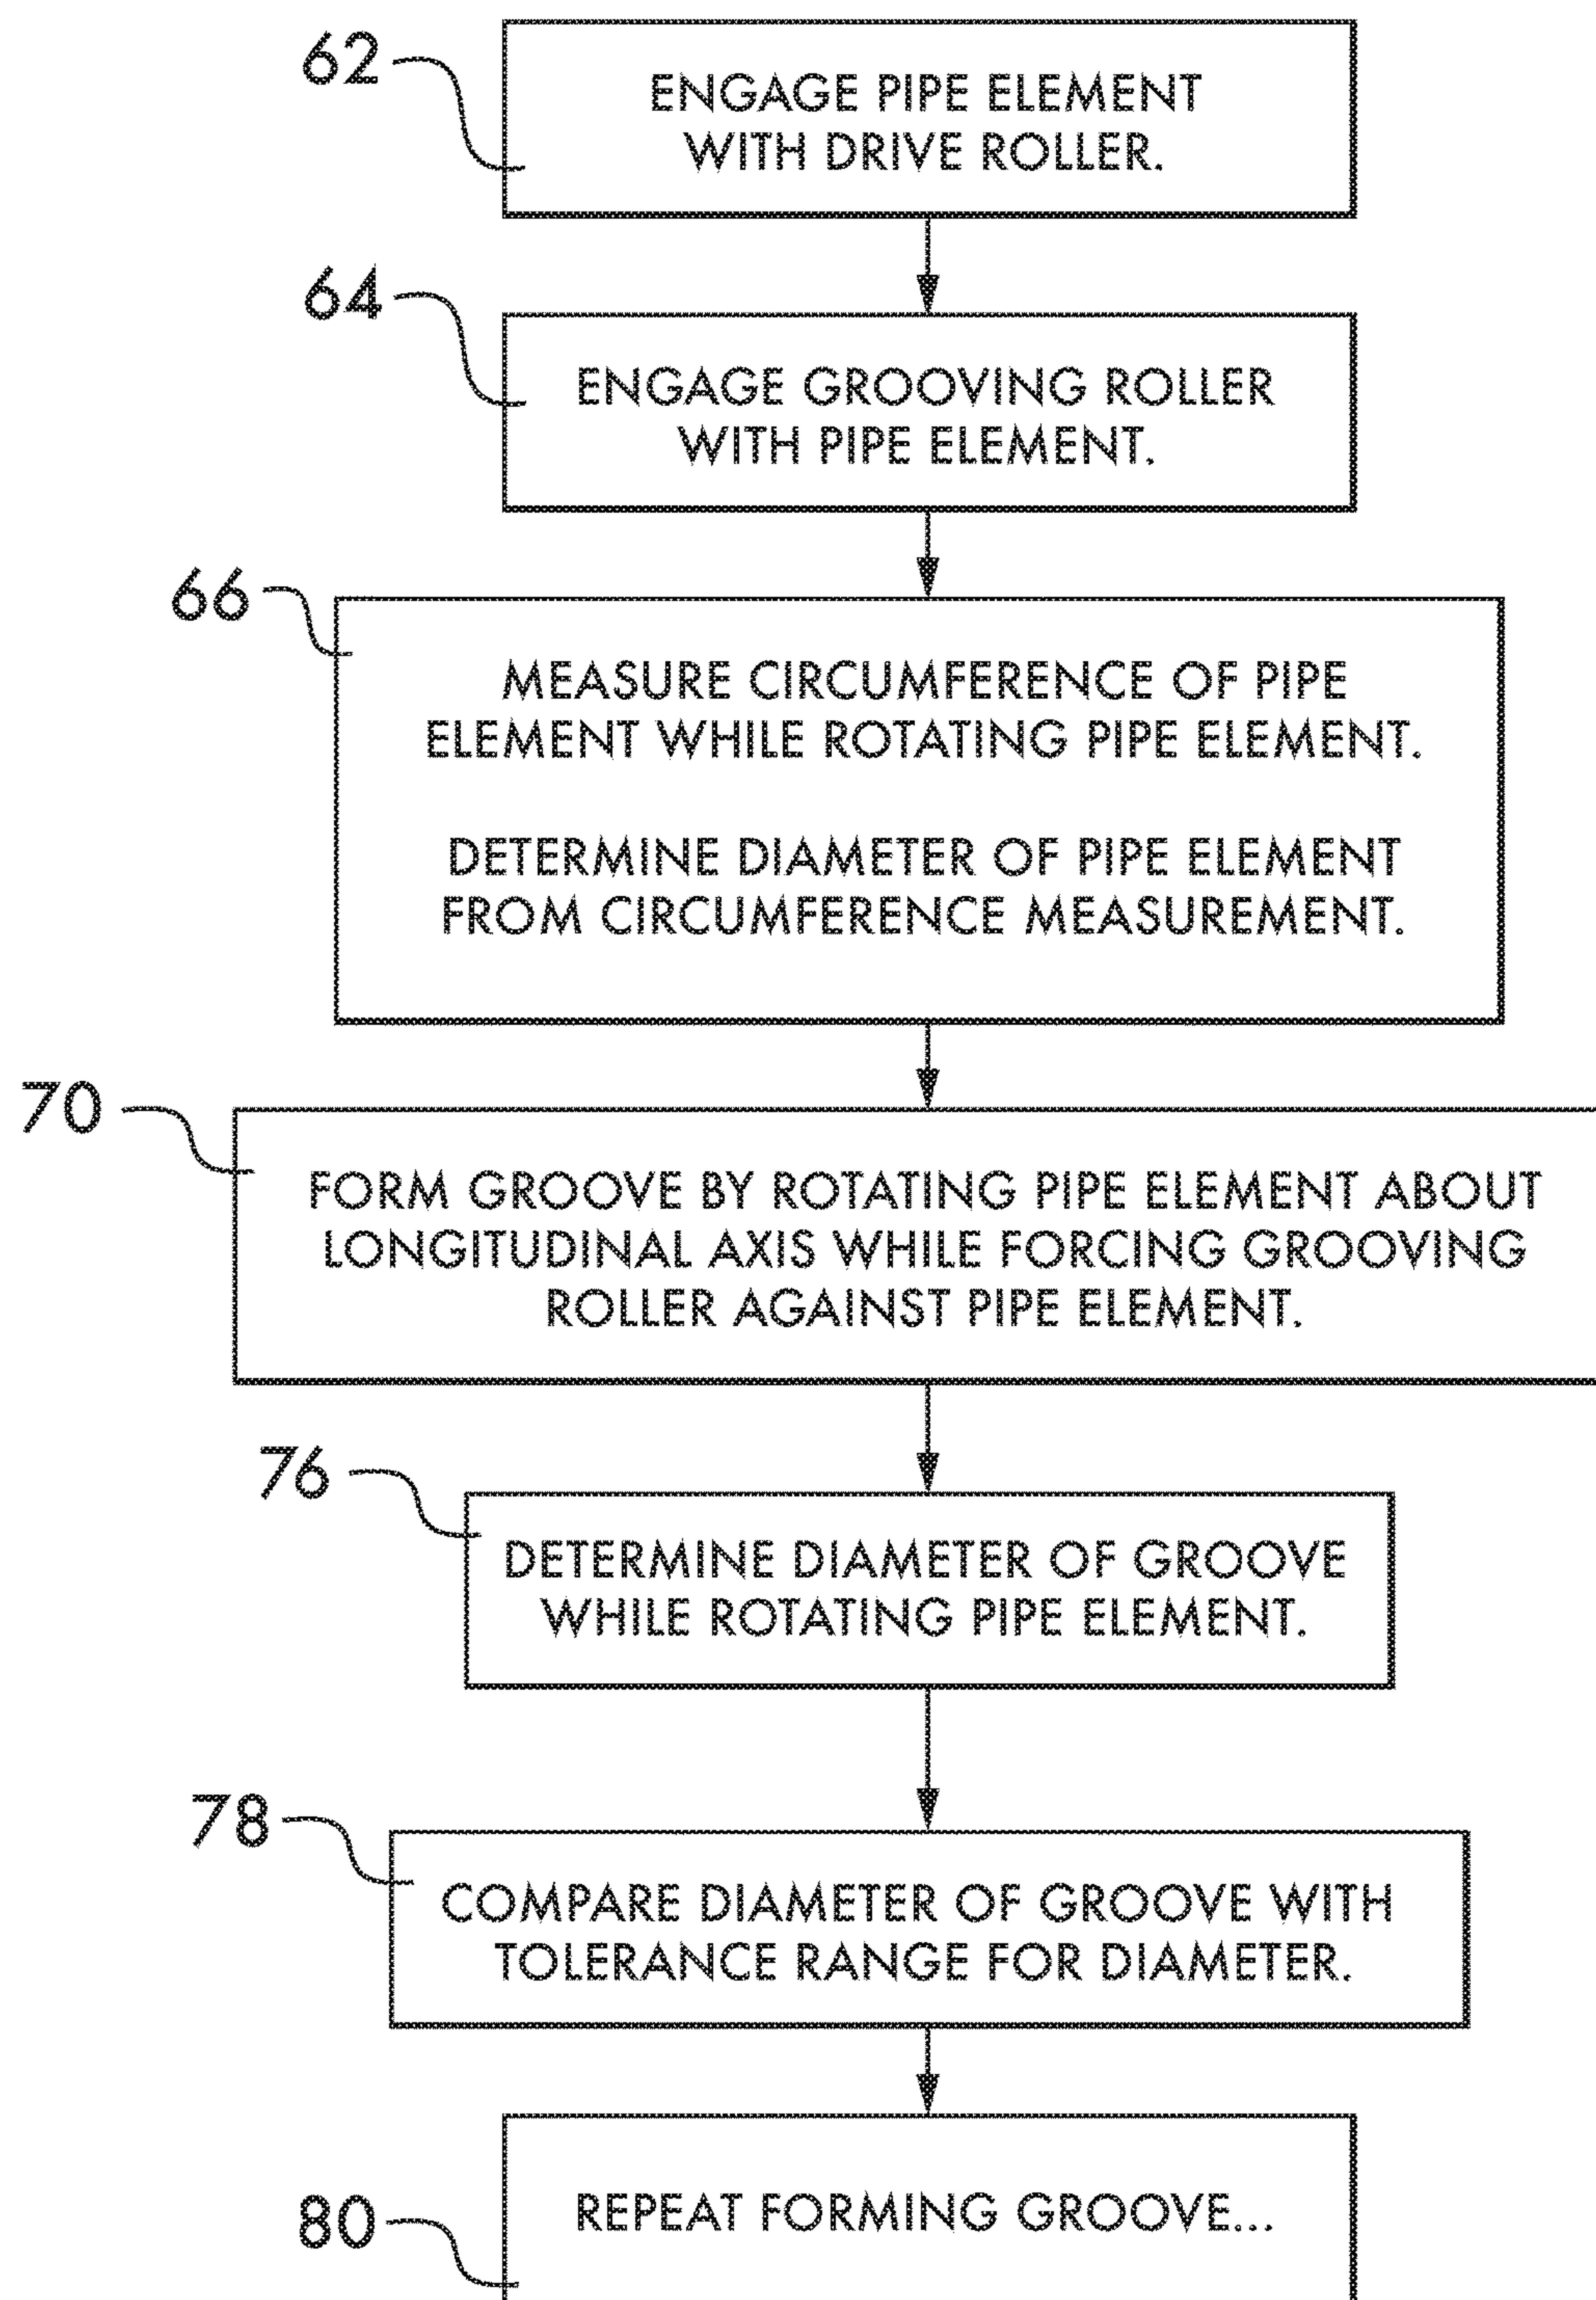 62
ENGAGE PIPE ELEMENT
WITH DRIVE ROLLER.
64
ENGAGE GROOVING ROLLER
WITH PIPE ELEMENT.
66
MEASURE CIRCUMFERENCE OF PIPE
ELEMENT WHILE ROTATING PIPE ELEMENT.
DETERMINE DIAMETER OF PIPE ELEMENT
FROM CIRCUMFERENCE MEASUREMENT.
70
FORM GROOVE BY ROTATING PIPE ELEMENT ABOUT
LONGITUDINAL AXIS WHILE FORCING GROOVING
ROLLER AGAINST PIPE ELEMENT.
76
DETERMINE DIAMETER OF GROOVE
WHILE ROTATING PIPE ELEMENT.
78
COMPARE DIAMETER OF GROOVE WITH
TOLERANCE RANGE FOR DIAMETER.
80
REPEAT FORMING GROOVE...